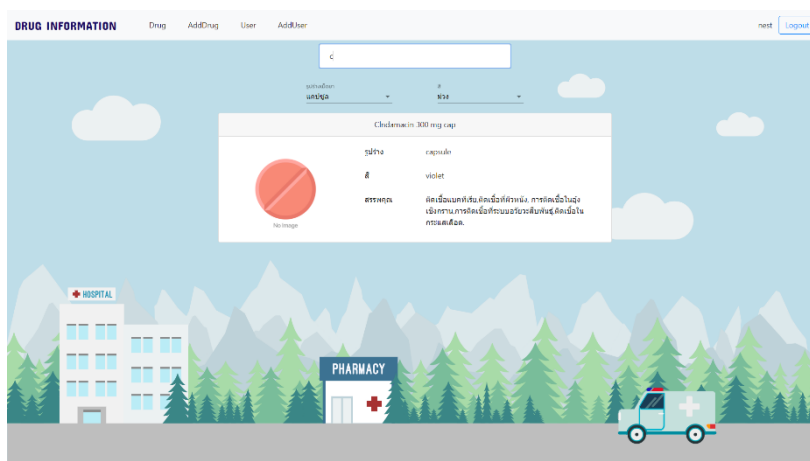 DRUG INFORMATION Drug AddDrug User AddUser nest Logout
c
แคปซูล ม่วง
สี
Clindamacin 300 mg cap
รูปร่าง capsule
สี violet
สรรพคุณ ติดเชื้อแบคทีเรีย,ติดเชื้อที่ผิวหนัง, การติดเชื้อในอุ้ง
เชิงกราน,การติดเชื้อที่ระบบอวัยวะสืบพันธุ์,ติดเชื้อใน
กระแสเลือด.
No Image
HOSPITAL
PHARMACY